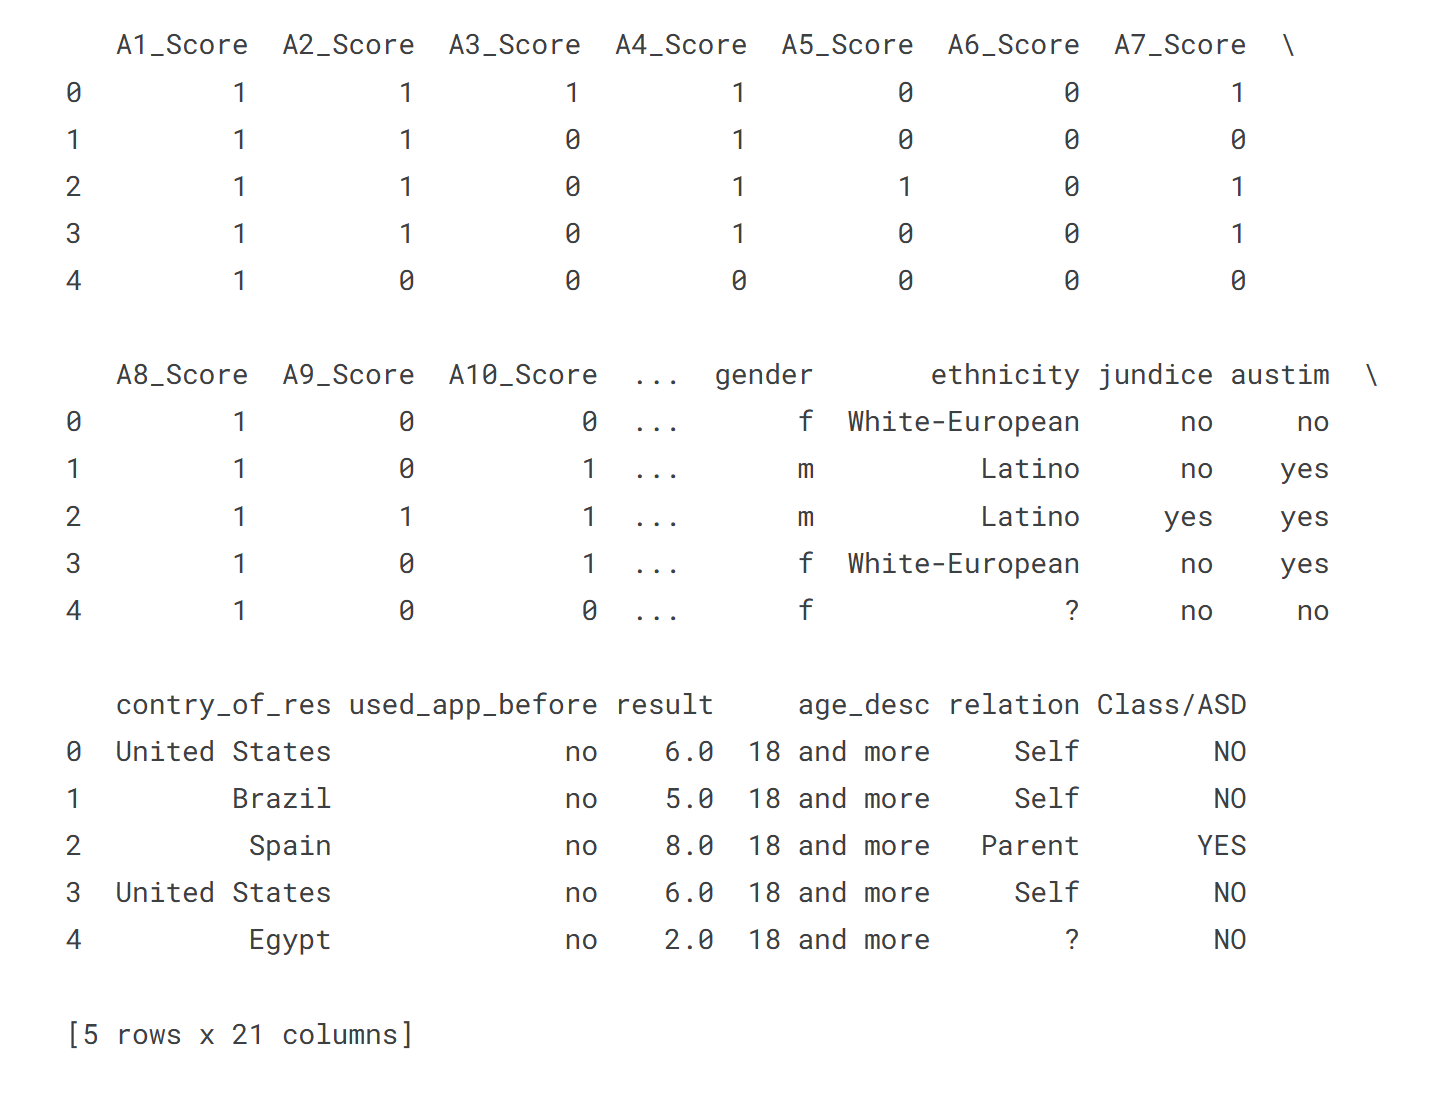 A1_Score A2_Score A3_Score A4_Score A5_Score A6_Score A7_Score \
0 1 1 1 1 0 0 1
1 1 1 0 1 0 0 0
2 1 1 0 1 1 0 1
3 1 1 0 1 0 0 1
4 1 0 0 0 0 0 0
A8_Score A9_Score A10_Score ... gender ethnicity jundice austim \
0 1 0 0 ... f White-European no no
1 1 0 1 ... m Latino no yes
2 1 1 1 ... m Latino yes yes
3 1 0 1 ... f White-European no yes
4 1 0 0 ... f ? no no
contry_of_res used_app_before result age_desc relation Class/ASD
0 United States no 6.0 18 and more Self NO
1 Brazil no 5.0 18 and more Self NO
2 Spain no 8.0 18 and more Parent YES
3 United States no 6.0 18 and more Self NO
4 Egypt no 2.0 18 and more ? NO
[5 rows x 21 columns]